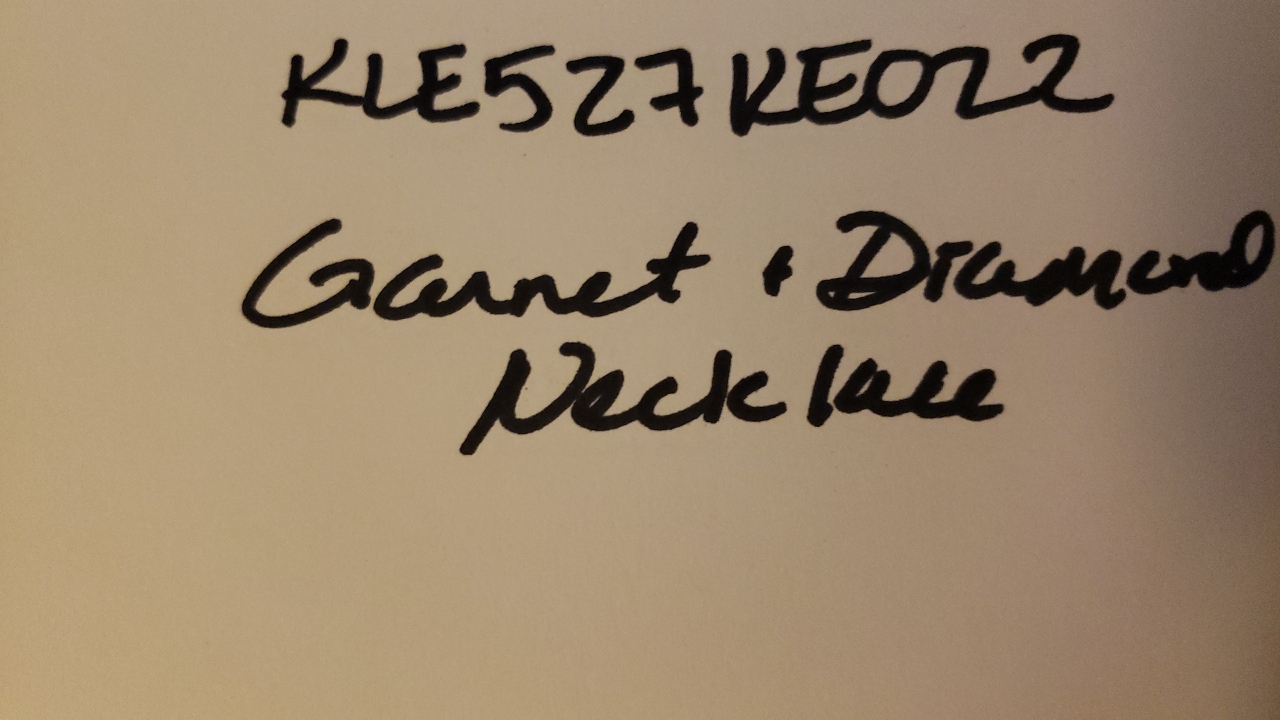 KLE527KE022
Garnet + Diamond
Necklace